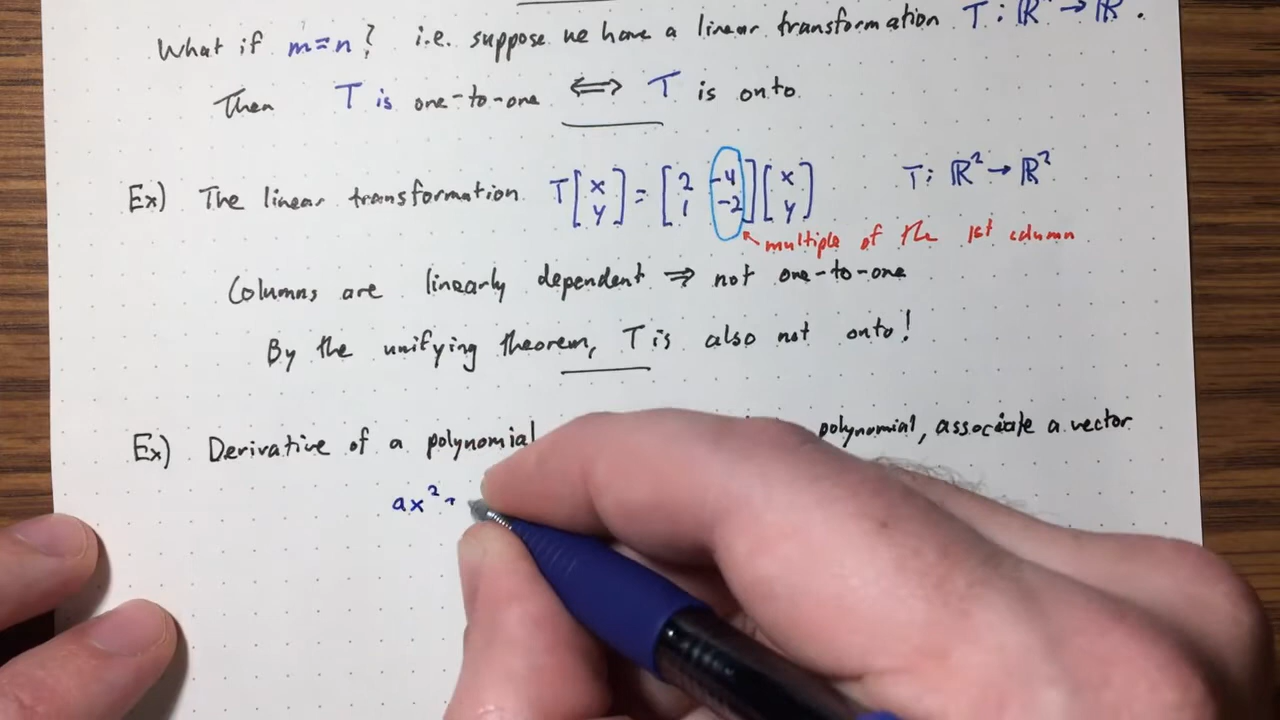 What if m=n? i.e. suppose we have a linear transformation T: ℝ → ℝ.
Then T is one-to-one ⟺ T is onto
Ex) The linear transformation T[x y] = [2 -4 1 -2][x y] T: ℝ² → ℝ²
multiple of the 1st column
Columns are linearly dependent ⇒ not one-to-one
By the unifying theorem, T is also not onto!
Ex) Derivative of a polynomial polynomial, associate a vector
ax² +